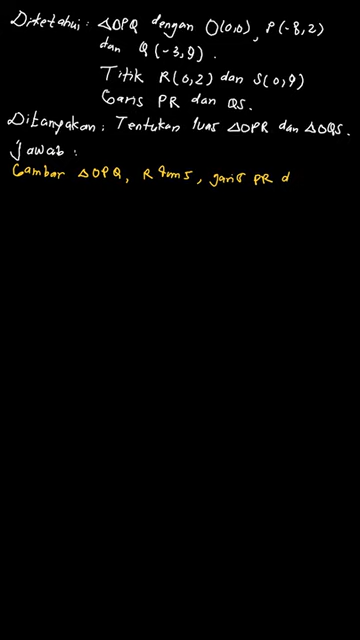 Diketahui: △OPQ dengan O(0,0), P(-8,2)
dan Q(-3,9).
Titik R(0,2) dan S(0,9)
Garis PR dan QS.
Ditanyakan: Tentukan luas △OPR dan △OQS.
Jawab:
Gambar △OPQ, R dan S, garis PR d